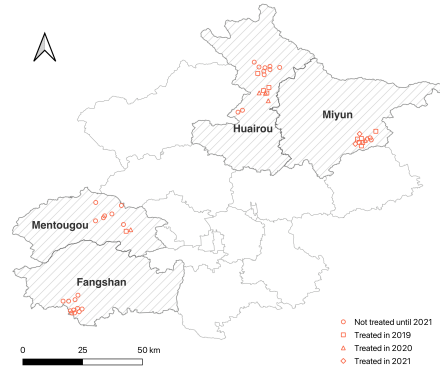 Huairou
Miyun
Mentougou
Fangshan
Not treated until 2021
Treated in 2019
Treated in 2020
Treated in 2021
0 25 50 km